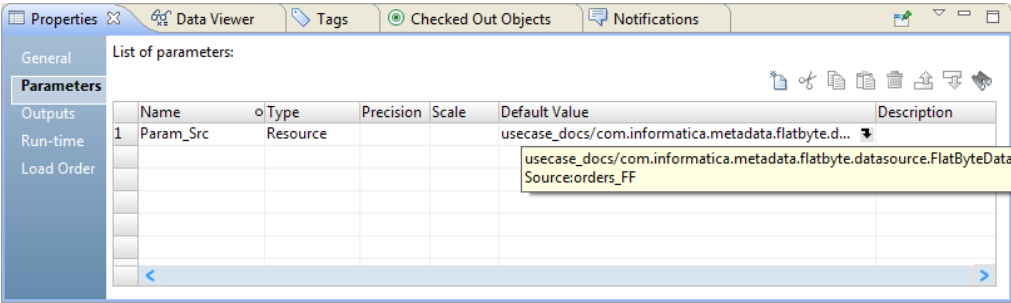 Properties Data Viewer Tags Checked Out Objects Notifications
General
Parameters
Outputs
Run-time
Load Order
List of parameters:
Name Type Precision Scale Default Value Description
1 Param_Src Resource usecase_docs/com.informatica.metadata.flatbyte.d...
usecase_docs/com.informatica.metadata.flatbyte.datasource.FlatByteData
Source:orders_FF